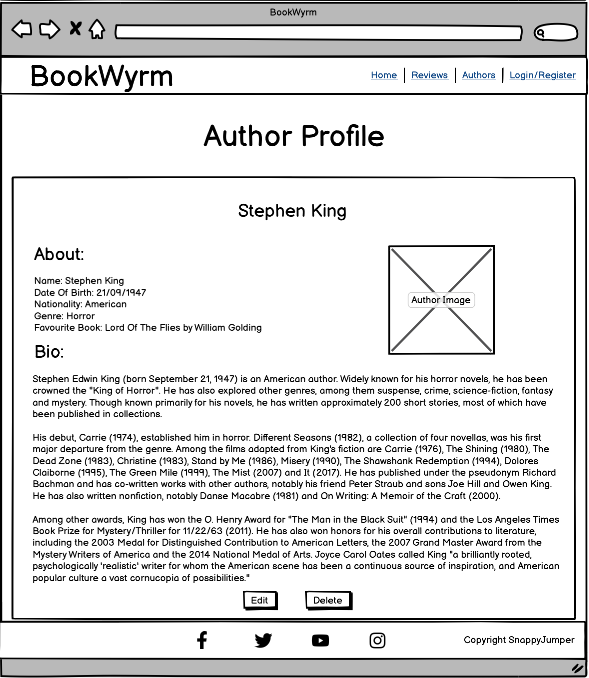 BookWyrm
BookWyrm
Home
Reviews
Authors
Login/Register
Author Profile
Stephen King
About:
Name: Stephen King
Date Of Birth: 21/09/1947
Nationality: American
Genre: Horror
Favourite Book: Lord Of The Flies by William Golding
Author Image
Bio:
Stephen Edwin King (born September 21, 1947) is an American author. Widely known for his horror novels, he has been
crowned the "King of Horror". He has also explored other genres, among them suspense, crime, science-fiction, fantasy
and mystery. Though known primarily for his novels, he has written approximately 200 short stories, most of which have
been published in collections.
His debut, Carrie (1974), established him in horror. Different Seasons (1982), a collection of four novellas, was his first
major departure from the genre. Among the films adapted from King's fiction are Carrie (1976), The Shining (1980), The
Dead Zone (1983), Christine (1983), Stand by Me (1986), Misery (1990), The Shawshank Redemption (1994), Dolores
Claiborne (1995), The Green Mile (1999), The Mist (2007) and It (2017). He has published under the pseudonym Richard
Bachman and has co-written works with other authors, notably his friend Peter Straub and sons Joe Hill and Owen King.
He has also written nonfiction, notably Danse Macabre (1981) and On Writing: A Memoir of the Craft (2000).
Among other awards, King has won the O. Henry Award for "The Man in the Black Suit" (1994) and the Los Angeles Times
Book Prize for Mystery/Thriller for 11/22/63 (2011). He has also won honors for his overall contributions to literature,
including the 2003 Medal for Distinguished Contribution to American Letters, the 2007 Grand Master Award from the
Mystery Writers of America and the 2014 National Medal of Arts. Joyce Carol Oates called King "a brilliantly rooted,
psychologically 'realistic' writer for whom the American scene has been a continuous source of inspiration, and American
popular culture a vast cornucopia of possibilities."
Edit
Delete
Copyright SnappyJumper